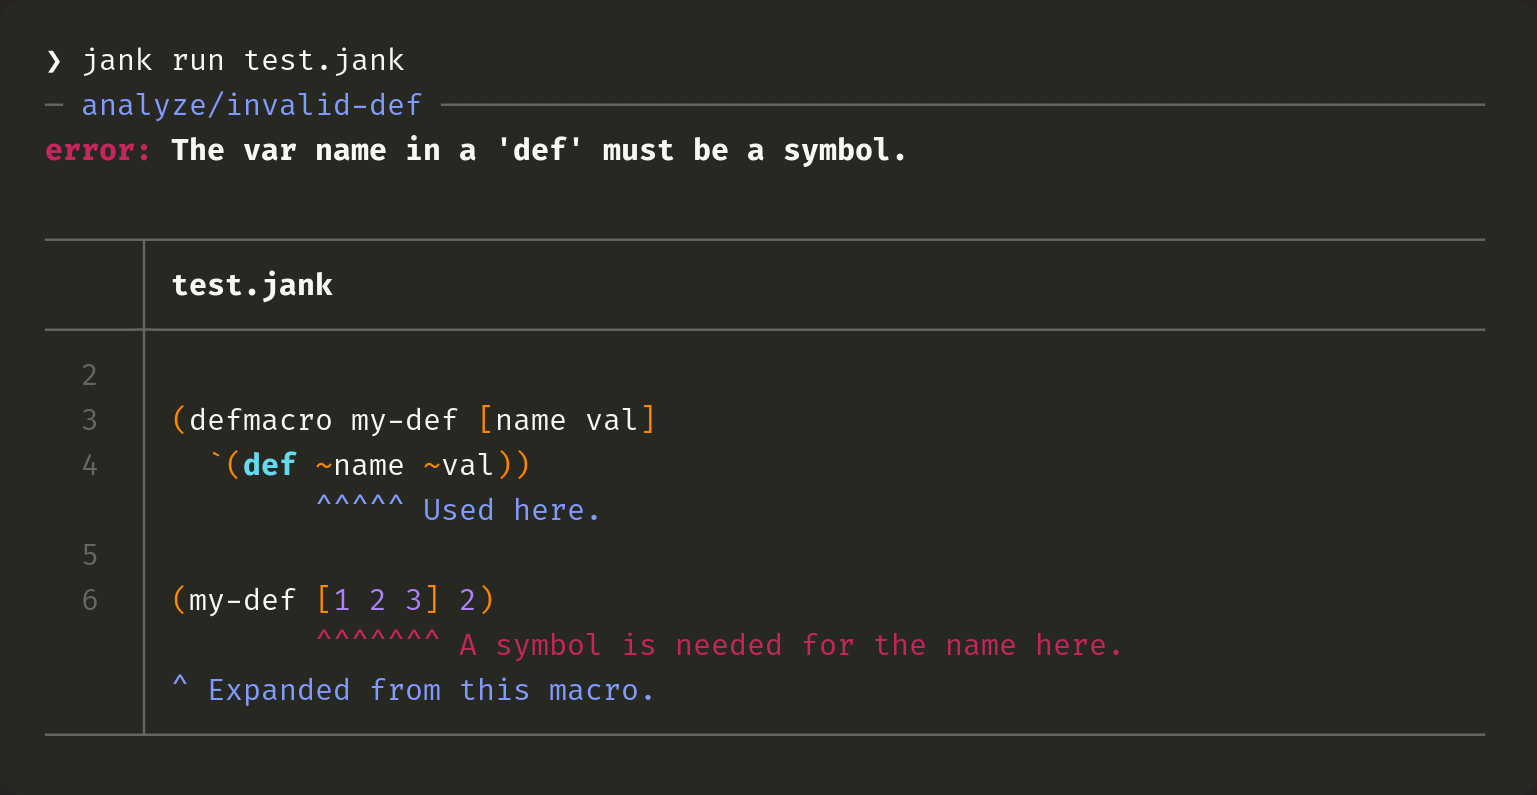 ❯ jank run test.jank
─ analyze/invalid-def ─
error: The var name in a 'def' must be a symbol.
test.jank
2
3 (defmacro my-def [name val]
4   `(def ~name ~val))
            ^^^^^ Used here.
5
6 (my-def [1 2 3] 2)
          ^^^^^^^ A symbol is needed for the name here.
  ^ Expanded from this macro.